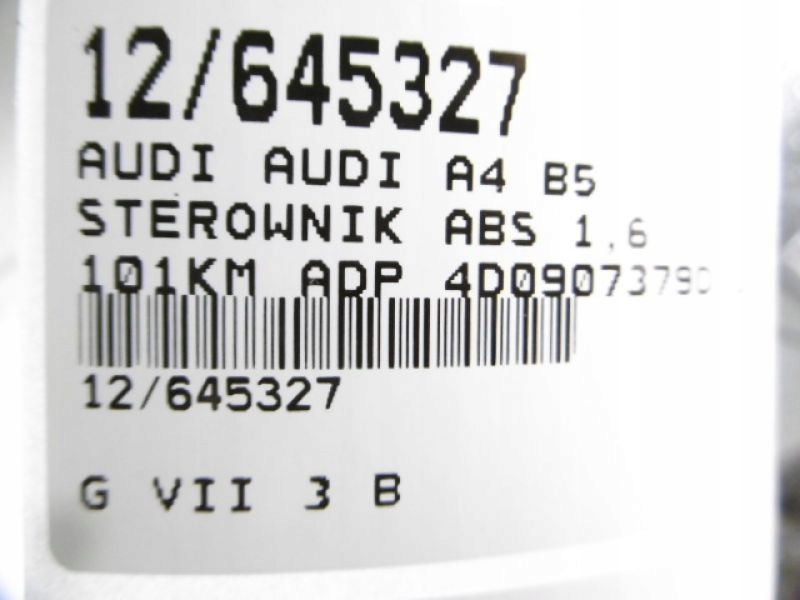 12/645327
AUDI AUDI A4 B5
STEROWNIK ABS 1,6
101KM ADP 4D0907379D
12/645327
G VII 3 B